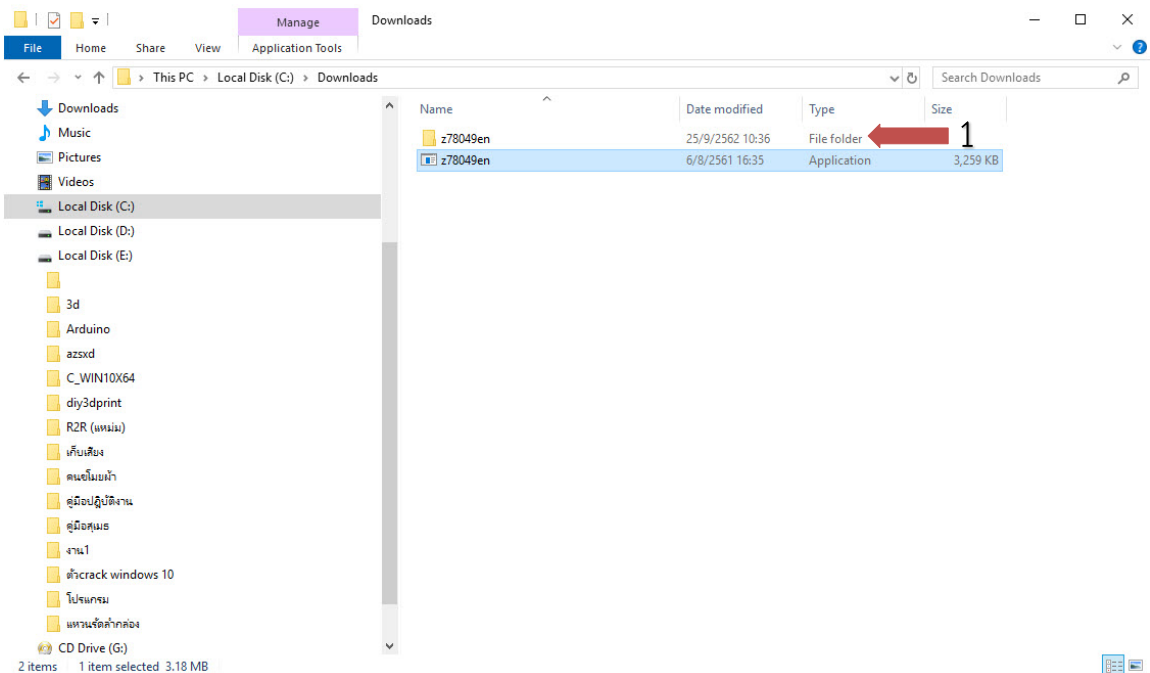 Manage Downloads
File Home Share View Application Tools
This PC Local Disk (C:) Downloads Search Downloads
Downloads
Music
Pictures
Videos
Local Disk (C:)
Local Disk (D:)
Local Disk (E:)
3d
Arduino
azsxd
C_WIN10X64
diy3dprint
R2R (แหม่ม)
เก็บเสียง
คนขโมยผ้า
คู่มือปฎิบัติงาน
คู่มือสุเมธ
งาน1
ตัวcrack windows 10
โปรแกรม
แหวนรัดลำกล่อง
CD Drive (G:)
Name Date modified Type Size
z78049en 25/9/2562 10:36 File folder 1
z78049en 6/8/2561 16:35 Application 3,259 KB
2 items 1 item selected 3.18 MB